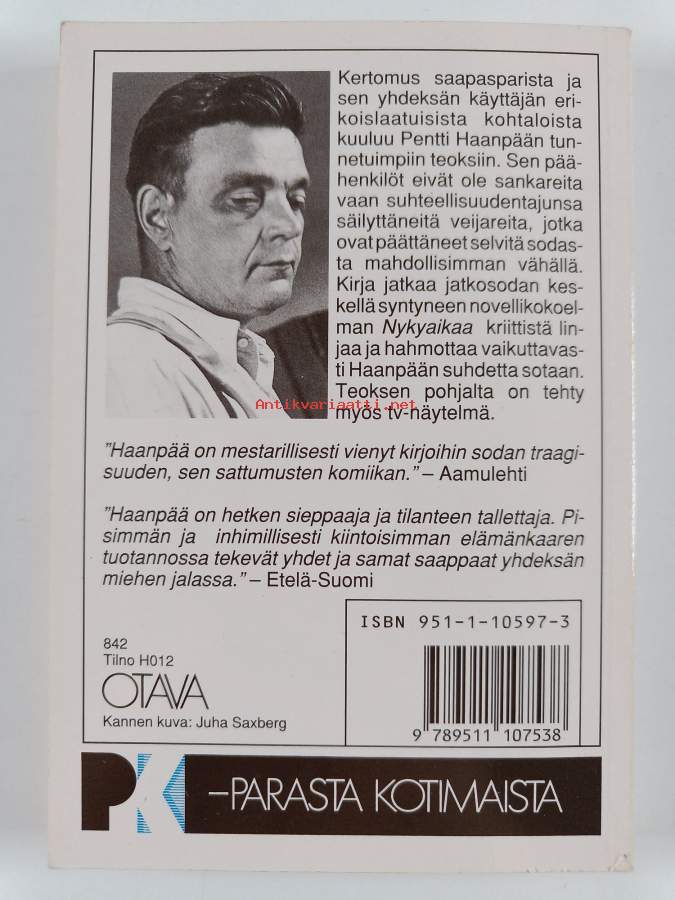 Kertomus saapasparista ja
sen yhdeksän käyttäjän eri-
koislaatuisista kohtaloista
kuuluu Pentti Haanpään tun-
netuimpiin teoksiin. Sen pää-
henkilöt eivät ole sankareita
vaan suhteellisuudentajunsa
säilyttäneitä veijareita, jotka
ovat päättäneet selvitä sodas-
ta mahdollisimman vähällä.
Kirja jatkaa jatkosodan kes-
kellä syntyneen novellikokoel-
man Nykyaikaa kriittistä lin-
jaa ja hahmottaa vaikuttavas-
ti Haanpään suhdetta sotaan.
Teoksen pohjalta on tehty
myös tv-näytelmä.
Antikvariaatti.net
"Haanpää on mestarillisesti vienyt kirjoihin sodan traagi-
suuden, sen sattumusten komiikan." – Aamulehti
"Haanpää on hetken sieppaaja ja tilanteen tallettaja. Pi-
simmän ja inhimillisesti kiintoisimman elämänkaaren
tuotannossa tekevät yhdet ja samat saappaat yhdeksän
miehen jalassa." – Etelä-Suomi
ISBN 951-1-10597-3
842
Tilno H012
OTAVA
Kannen kuva: Juha Saxberg
9 789511 107538
PK –PARASTA KOTIMAISTA